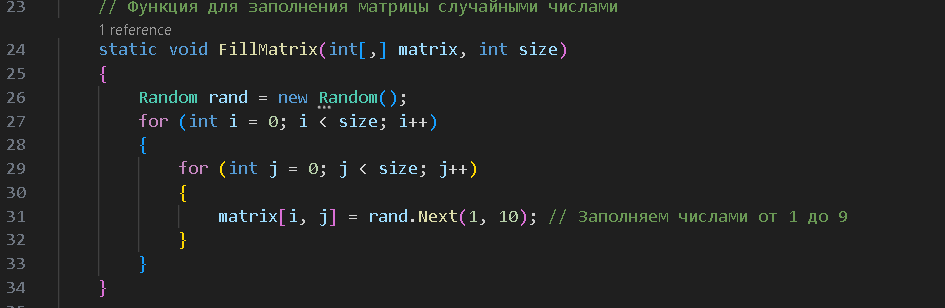 23 // Функция для заполнения матрицы случайными числами
1 reference
24 static void FillMatrix(int[,] matrix, int size)
25 {
26 Random rand = new Random();
27 for (int i = 0; i < size; i++)
28 {
29 for (int j = 0; j < size; j++)
30 {
31 matrix[i, j] = rand.Next(1, 10); // Заполняем числами от 1 до 9
32 }
33 }
34 }